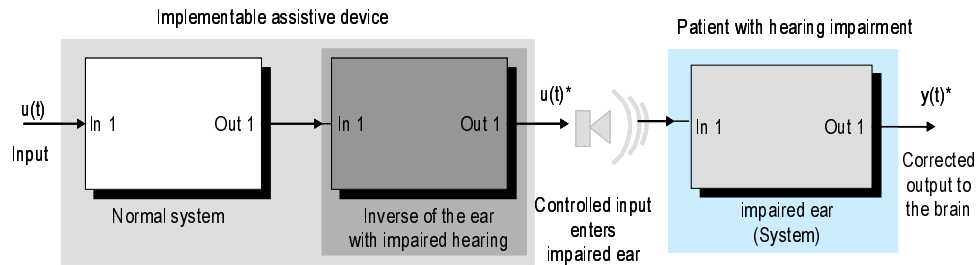 Implementable assistive device
Patient with hearing impairment
u(t)
Input
In 1
Out 1
Normal system
In 1
Out 1
Inverse of the ear
with impaired hearing
u(t)*
Controlled input
enters
impaired ear
In 1
Out 1
impaired ear
(System)
y(t)*
Corrected
output to
the brain